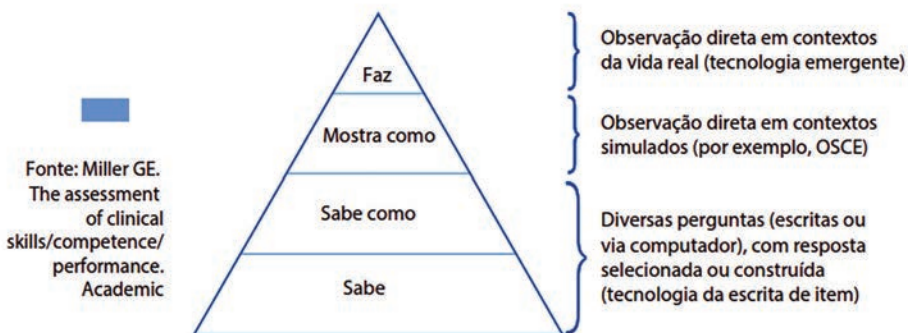 Faz
Mostra como
Sabe como
Sabe
Observação direta em contextos
da vida real (tecnologia emergente)
Observação direta em contextos
simulados (por exemplo, OSCE)
Diversas perguntas (escritas ou
via computador), com resposta
selecionada ou construída
(tecnologia da escrita de item)
Fonte: Miller GE.
The assessment
of clinical
skills/competence/
performance.
Academic